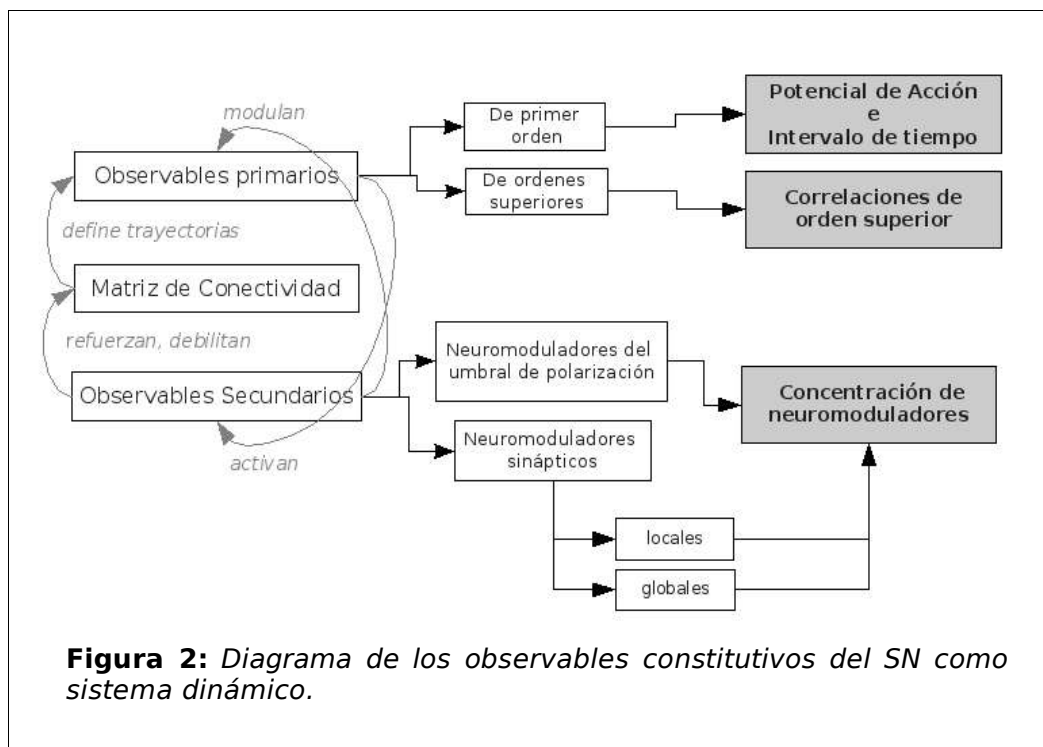 modulan
Observables primarios
define trayectorias
Matriz de Conectividad
refuerzan, debilitan
Observables Secundarios
activan
De primer
orden
De ordenes
superiores
Potencial de Acción
e
Intervalo de tiempo
Correlaciones de
orden superior
Neuromoduladores del
umbral de polarización
Neuromoduladores
sinápticos
locales
globales
Concentración de
neuromoduladores
Figura 2: Diagrama de los observables constitutivos del SN como
sistema dinámico.